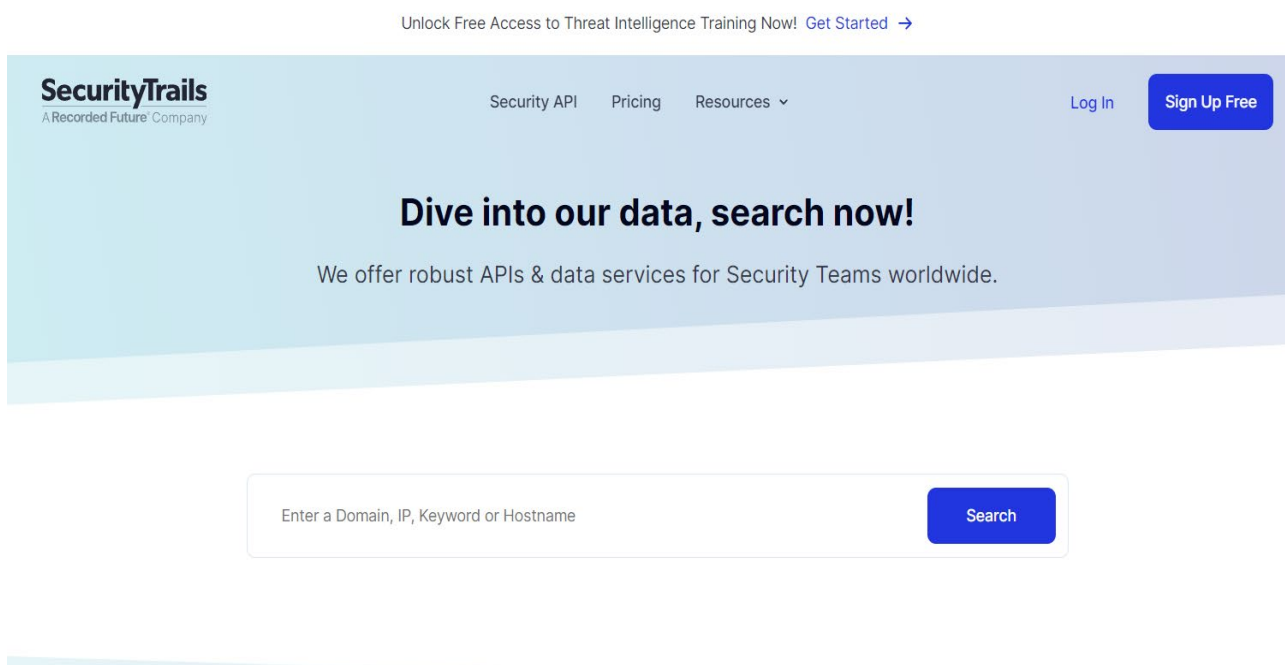 Unlock Free Access to Threat Intelligence Training Now! Get Started →
SecurityTrails
A Recorded Future® Company
Security API Pricing Resources
Log In
Sign Up Free
Dive into our data, search now!
We offer robust APIs & data services for Security Teams worldwide.
Enter a Domain, IP, Keyword or Hostname
Search